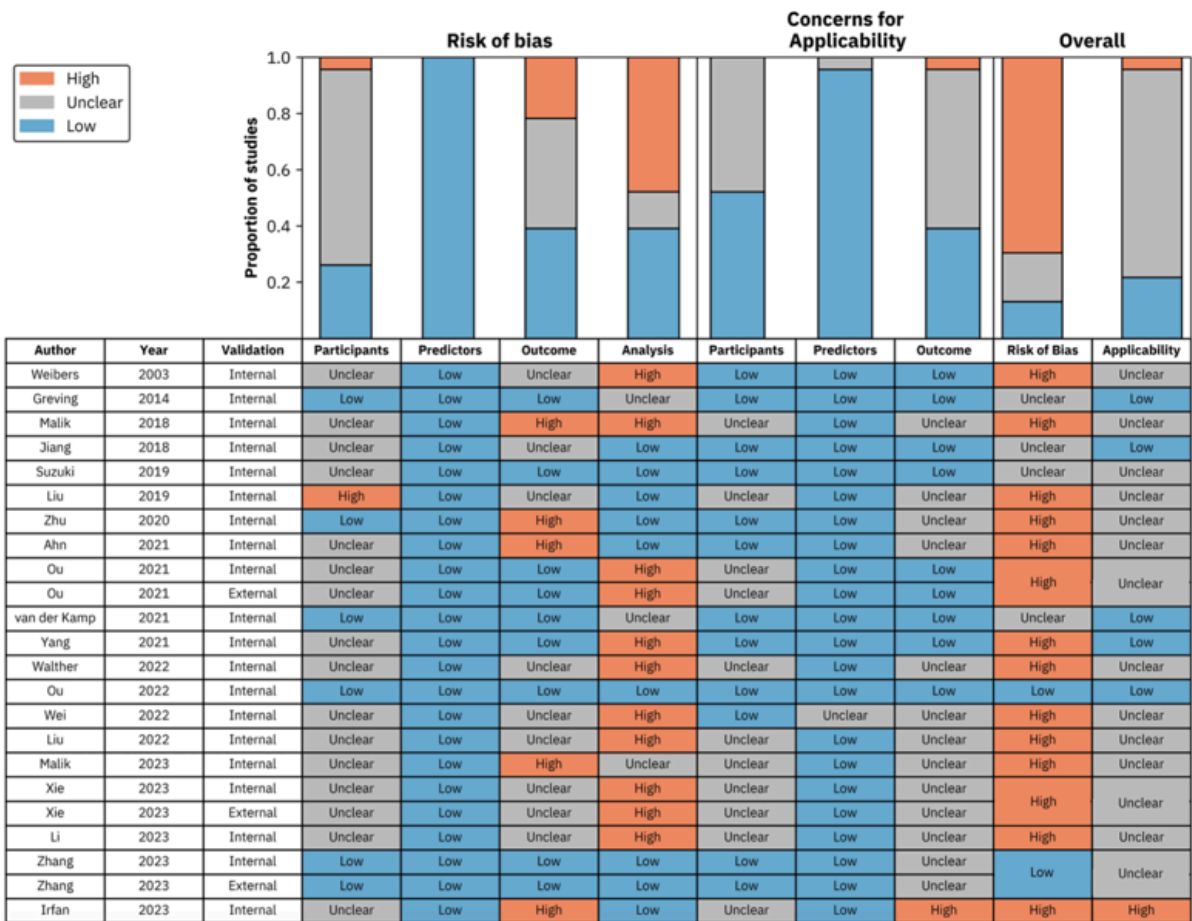 Risk of bias
Concerns for
Applicability
Overall
High
Unclear
Low
Proportion of studies
1.0
0.8
0.6
0.4
0.2
Author Year Validation Participants Predictors Outcome Analysis Participants Predictors Outcome Risk of Bias Applicability
Weibers 2003 Internal Unclear Low Unclear High Low Low Low High Unclear
Greving 2014 Internal Low Low Low Unclear Low Low Low Unclear Low
Malik 2018 Internal Unclear Low High High Unclear Low Unclear High Unclear
Jiang 2018 Internal Unclear Low Unclear Low Low Low Low Unclear Low
Suzuki 2019 Internal Unclear Low Low Low Low Low Low Unclear Unclear
Liu 2019 Internal High Low Unclear Low Unclear Low Unclear High Unclear
Zhu 2020 Internal Low Low High Low Low Low Unclear High Unclear
Ahn 2021 Internal Unclear Low High Low Low Low Unclear High Unclear
Ou 2021 Internal Unclear Low Low High Unclear Low Low High Unclear
Ou 2021 External Unclear Low Low High Unclear Low Low
van der Kamp 2021 Internal Low Low Low Unclear Low Low Low Unclear Low
Yang 2021 Internal Unclear Low Low High Low Low Low High Low
Walther 2022 Internal Unclear Low Unclear High Unclear Low Unclear High Unclear
Ou 2022 Internal Low Low Low Low Low Low Low Low Low
Wei 2022 Internal Unclear Low Unclear High Low Unclear Unclear High Unclear
Liu 2022 Internal Unclear Low Unclear High Unclear Low Unclear High Unclear
Malik 2023 Internal Unclear Low High Unclear Unclear Low Unclear High Unclear
Xie 2023 Internal Unclear Low Unclear High Unclear Low Unclear High Unclear
Xie 2023 External Unclear Low Unclear High Unclear Low Unclear
Li 2023 Internal Unclear Low Unclear High Unclear Low Unclear High Unclear
Zhang 2023 Internal Low Low Low Low Low Low Unclear Low Unclear
Zhang 2023 External Low Low Low Low Low Low Unclear
Irfan 2023 Internal Unclear Low High Low Unclear Low High High High